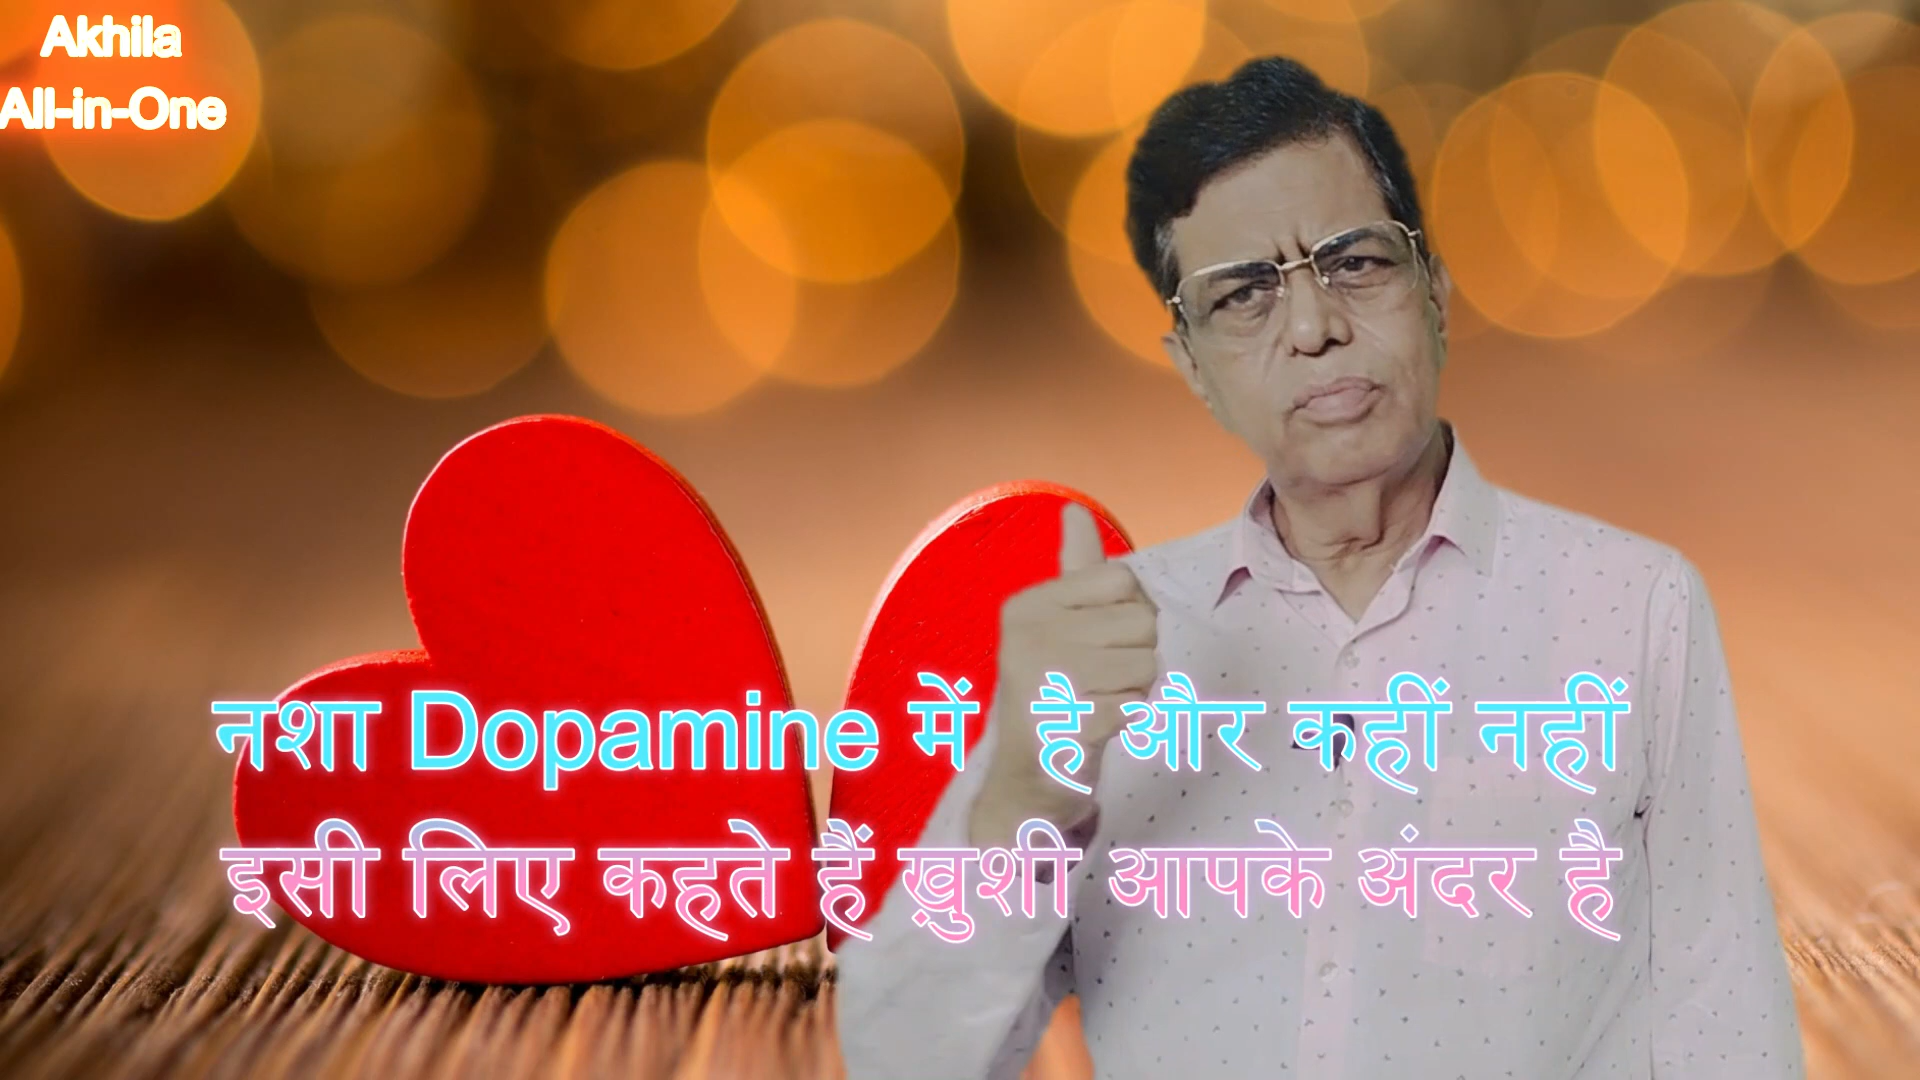 Akhila
All-in-One
नशा Dopamine में है और कहीं नहीं
इसी लिए कहते हैं ख़ुशी आपके अंदर है